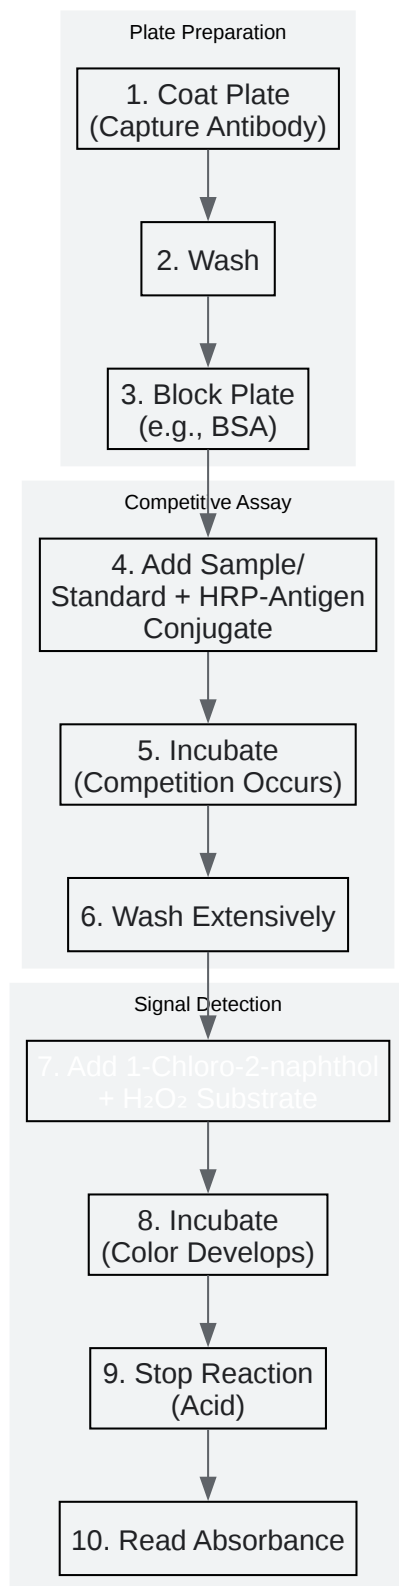 Plate Preparation
1. Coat Plate
(Capture Antibody)
2. Wash
3. Block Plate
(e.g., BSA)
Competitive Assay
4. Add Sample/
Standard + HRP-Antigen
Conjugate
5. Incubate
(Competition Occurs)
6. Wash Extensively
Signal Detection
7. Add 1-Chloro-2-naphthol
+ H₂O₂ Substrate
8. Incubate
(Color Develops)
9. Stop Reaction
(Acid)
10. Read Absorbance